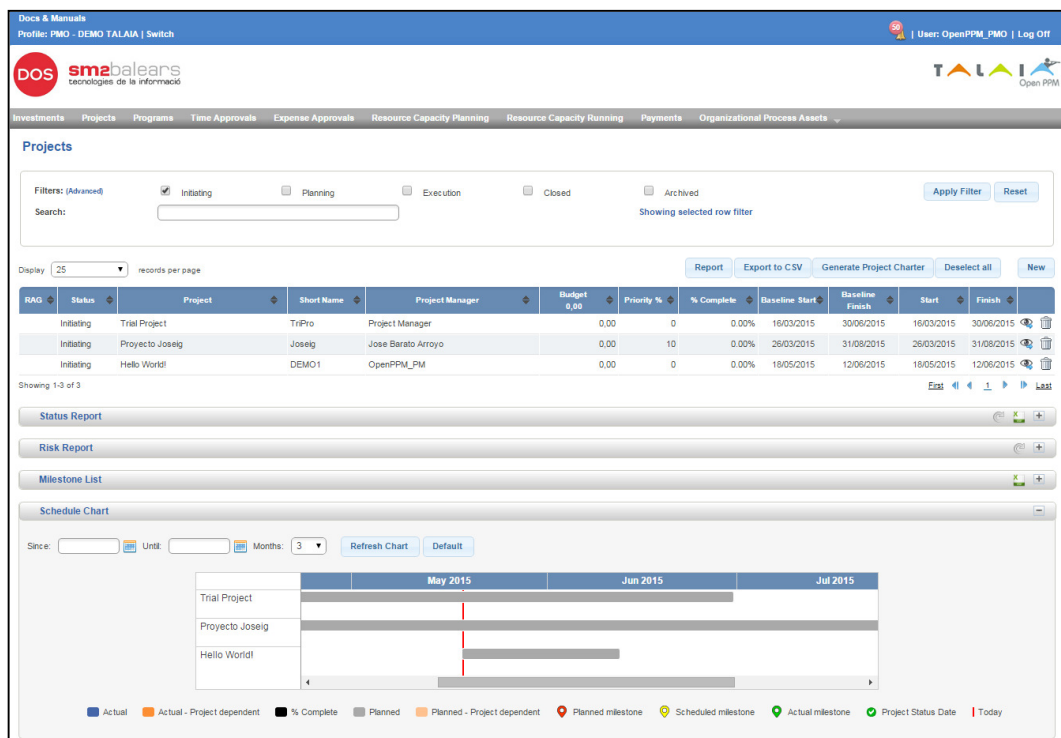 Docs & Manuals
Profile: PMO - DEMO TALAIA | Switch
50 | User: OpenPPM_PMO | Log Off
DOS sm2balears
tecnologies de la informació
TALAIA
Open PPM
Investments Projects Programs Time Approvals Expense Approvals Resource Capacity Planning Resource Capacity Running Payments Organizational Process Assets
Projects
Filters: (Advanced) Initiating Planning Execution Closed Archived Apply Filter Reset
Search: Showing selected row filter
Display 25 records per page Report Export to CSV Generate Project Charter Deselect all New
RAG Status Project Short Name Project Manager Budget 0,00 Priority % % Complete Baseline Start Baseline Finish Start Finish
Initiating Trial Project TriPro Project Manager 0,00 0 0.00% 16/03/2015 30/06/2015 16/03/2015 30/06/2015
Initiating Proyecto Joseig Joseig Jose Barato Arroyo 0,00 10 0.00% 26/03/2015 31/08/2015 26/03/2015 31/08/2015
Initiating Hello World! DEMO1 OpenPPM_PM 0,00 0 0.00% 18/05/2015 12/06/2015 18/05/2015 12/06/2015
Showing 1-3 of 3 First 1 Last
Status Report
Risk Report
Milestone List
Schedule Chart
Since: Until: Months: 3 Refresh Chart Default
May 2015 Jun 2015 Jul 2015
Trial Project
Proyecto Joseig
Hello World!
Actual Actual - Project dependent % Complete Planned Planned - Project dependent Planned milestone Scheduled milestone Actual milestone Project Status Date Today